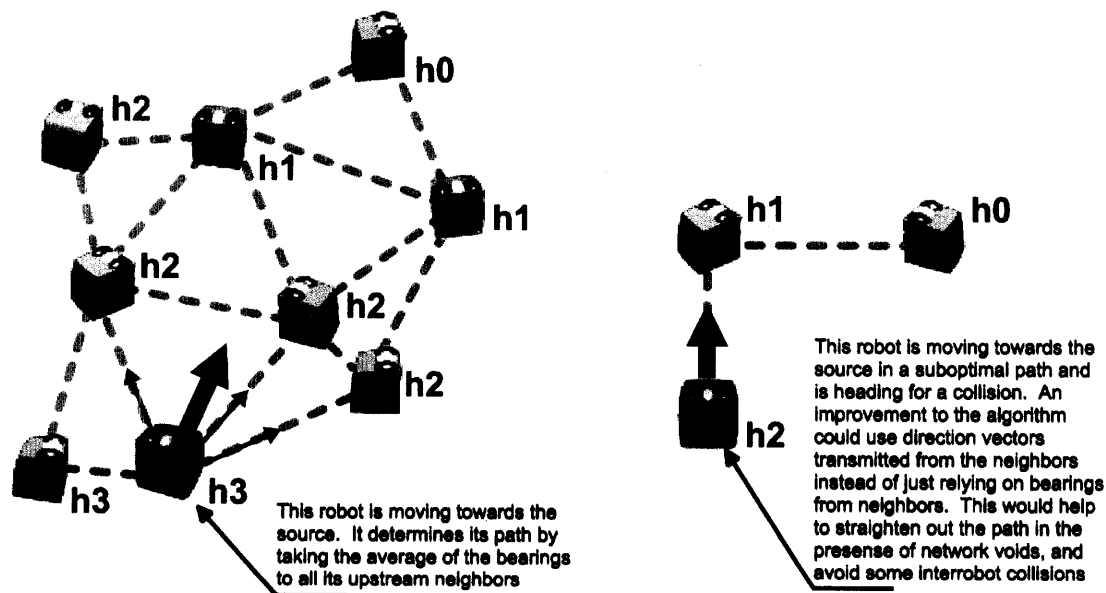 h0
h2
h1
h1
h2
h2
h2
h3
h3
This robot is moving towards the
source. It determines its path by
taking the average of the bearings
to all its upstream neighbors
h1
h0
h2
This robot is moving towards the
source in a suboptimal path and
is heading for a collision. An
improvement to the algorithm
could use direction vectors
transmitted from the neighbors
instead of just relying on bearings
from neighbors. This would help
to straighten out the path in the
presense of network voids, and
avoid some interrobot collisions